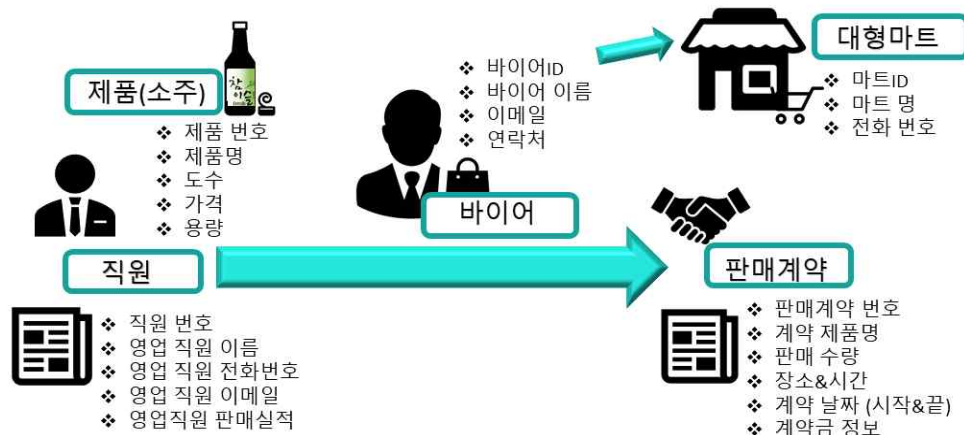 제품(소주)
참이슬
❖ 제품 번호
❖ 제품명
❖ 도수
❖ 가격
❖ 용량
❖ 바이어ID
❖ 바이어 이름
❖ 이메일
❖ 연락처
바이어
대형마트
❖ 마트ID
❖ 마트 명
❖ 전화 번호
직원
❖ 직원 번호
❖ 영업 직원 이름
❖ 영업 직원 전화번호
❖ 영업 직원 이메일
❖ 영업직원 판매실적
판매계약
❖ 판매계약 번호
❖ 계약 제품명
❖ 판매 수량
❖ 장소&시간
❖ 계약 날짜 (시작&끝)
❖ 계약금 정보